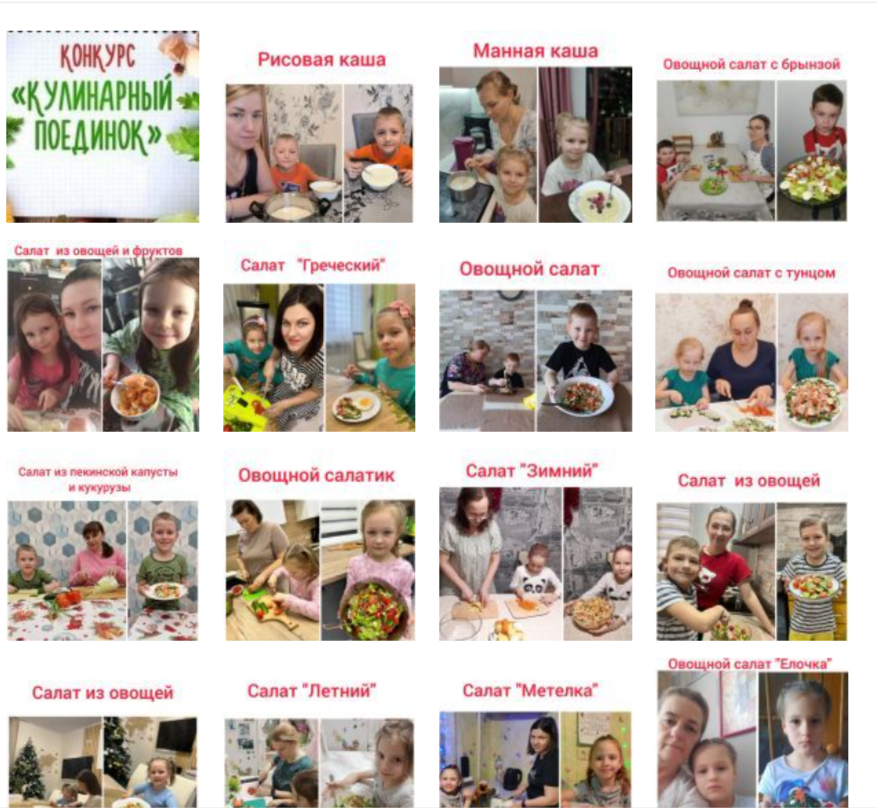 КОНКУРС
«КУЛИНАРНЫЙ
ПОЕДИНОК»
Рисовая каша
Манная каша
Овощной салат с брынзой
Салат из овощей и фруктов
Салат "Греческий"
Овощной салат
Овощной салат с тунцом
Салат из пекинской капусты
и кукурузы
Овощной салатик
Салат "Зимний"
Салат из овощей
Салат из овощей
Салат "Летний"
Салат "Метелка"
Овощной салат "Елочка"